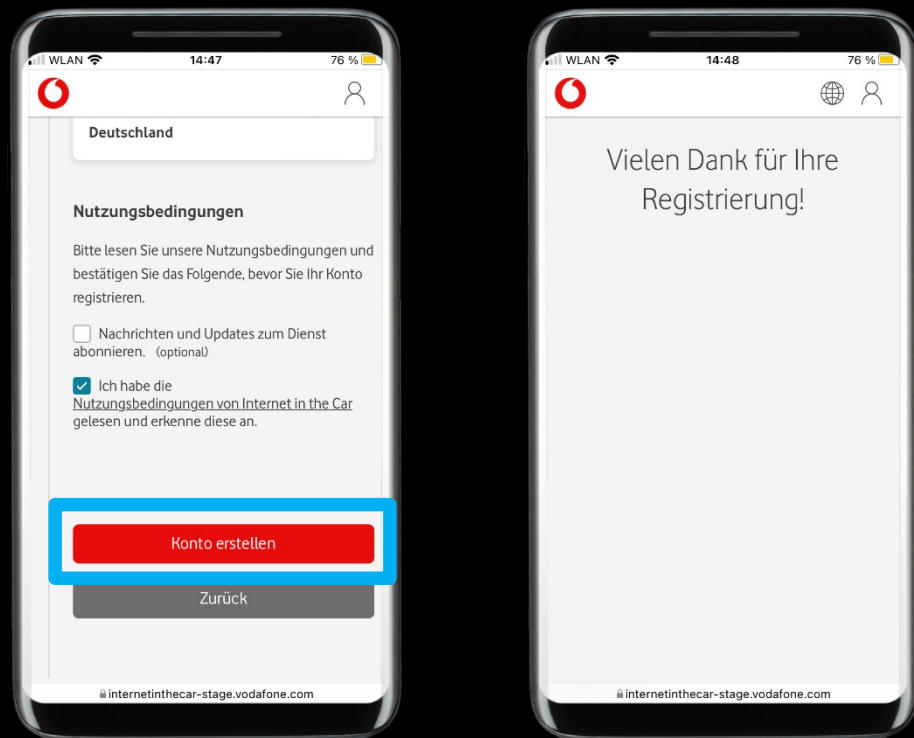 WLAN 14:47 76 %
Deutschland
Nutzungsbedingungen
Bitte lesen Sie unsere Nutzungsbedingungen und
bestätigen Sie das Folgende, bevor Sie Ihr Konto
registrieren.
Nachrichten und Updates zum Dienst
abonnieren. (optional)
Ich habe die
Nutzungsbedingungen von Internet in the Car
gelesen und erkenne diese an.
Konto erstellen
Zurück
internetinthecar-stage.vodafone.com
WLAN 14:48 76 %
Vielen Dank für Ihre
Registrierung!
internetinthecar-stage.vodafone.com